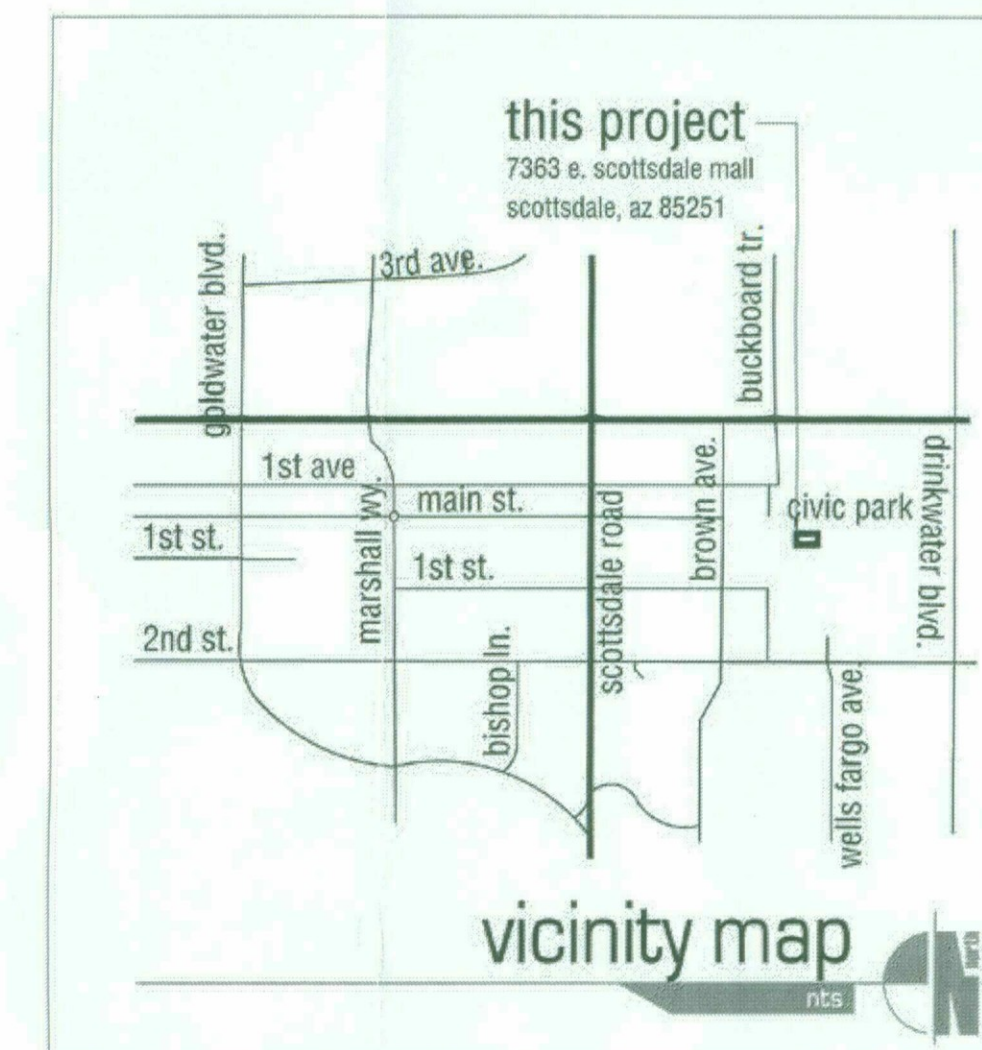 this project
7363 e. scottsdale mall
scottsdale, az 85251
goldwater blvd.
3rd ave.
buckboard tr.
1st ave
marshall wy.
main st.
scottsdale road
brown ave.
civic park
drinkwater blvd.
1st st.
1st st.
2nd st.
bishop ln.
wells fargo ave.
vicinity map
nts
N
north